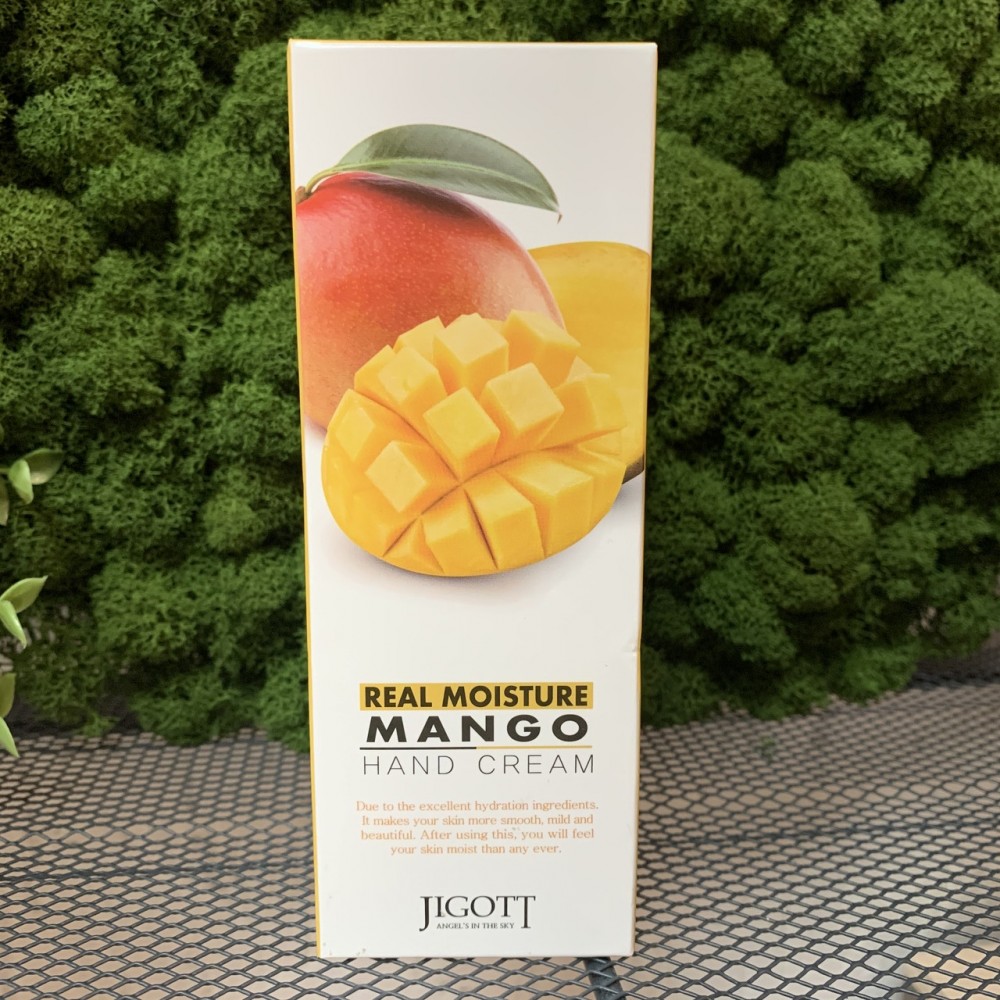 REAL MOISTURE
MANGO
HAND CREAM
Due to the excellent hydration ingredients.
It makes your skin more smooth, mild and
beautiful. After using this, you will feel
your skin moist than any ever.
JIGOTT
ANGEL'S IN THE SKY